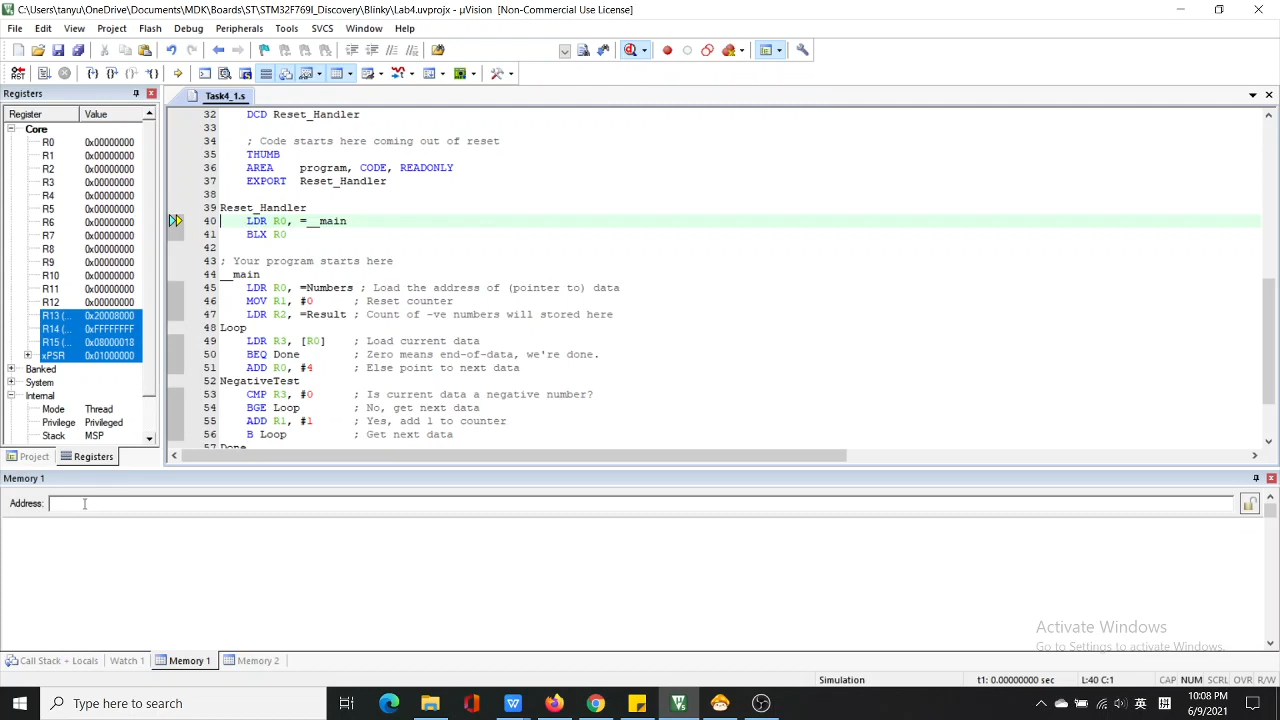 C:\Users\tanyu\OneDrive\Documents\MDK\Boards\ST\STM32F769I_Discovery\Blinky\Lab4.uvprojx - µVision [Non-Commercial Use License]
File Edit View Project Flash Debug Peripherals Tools SVCS Window Help
Registers
Register Value
Core
R0 0x00000000
R1 0x00000000
R2 0x00000000
R3 0x00000000
R4 0x00000000
R5 0x00000000
R6 0x00000000
R7 0x00000000
R8 0x00000000
R9 0x00000000
R10 0x00000000
R11 0x00000000
R12 0x00000000
R13 (... 0x20008000
R14 (... 0xFFFFFFFF
R15 (... 0x08000018
xPSR 0x01000000
Banked
System
Internal
Mode Thread
Privilege Privileged
Stack MSP
Project Registers
Task4_1.s
32 DCD Reset_Handler
33
34 ; Code starts here coming out of reset
35 THUMB
36 AREA program, CODE, READONLY
37 EXPORT Reset_Handler
38
39 Reset_Handler
40 LDR R0, =__main
41 BLX R0
42
43 ; Your program starts here
44 __main
45 LDR R0, =Numbers ; Load the address of (pointer to) data
46 MOV R1, #0 ; Reset counter
47 LDR R2, =Result ; Count of -ve numbers will stored here
48 Loop
49 LDR R3, [R0] ; Load current data
50 BEQ Done ; Zero means end-of-data, we're done.
51 ADD R0, #4 ; Else point to next data
52 NegativeTest
53 CMP R3, #0 ; Is current data a negative number?
54 BGE Loop ; No, get next data
55 ADD R1, #1 ; Yes, add 1 to counter
56 B Loop ; Get next data
57 Done
Memory 1
Address:
Activate Windows
Go to Settings to activate Windows.
Call Stack + Locals Watch 1 Memory 1 Memory 2
Simulation t1: 0.00000000 sec L:40 C:1 CAP NUM SCRL OVR R/W
Type here to search
英 拼
10:08 PM
6/9/2021